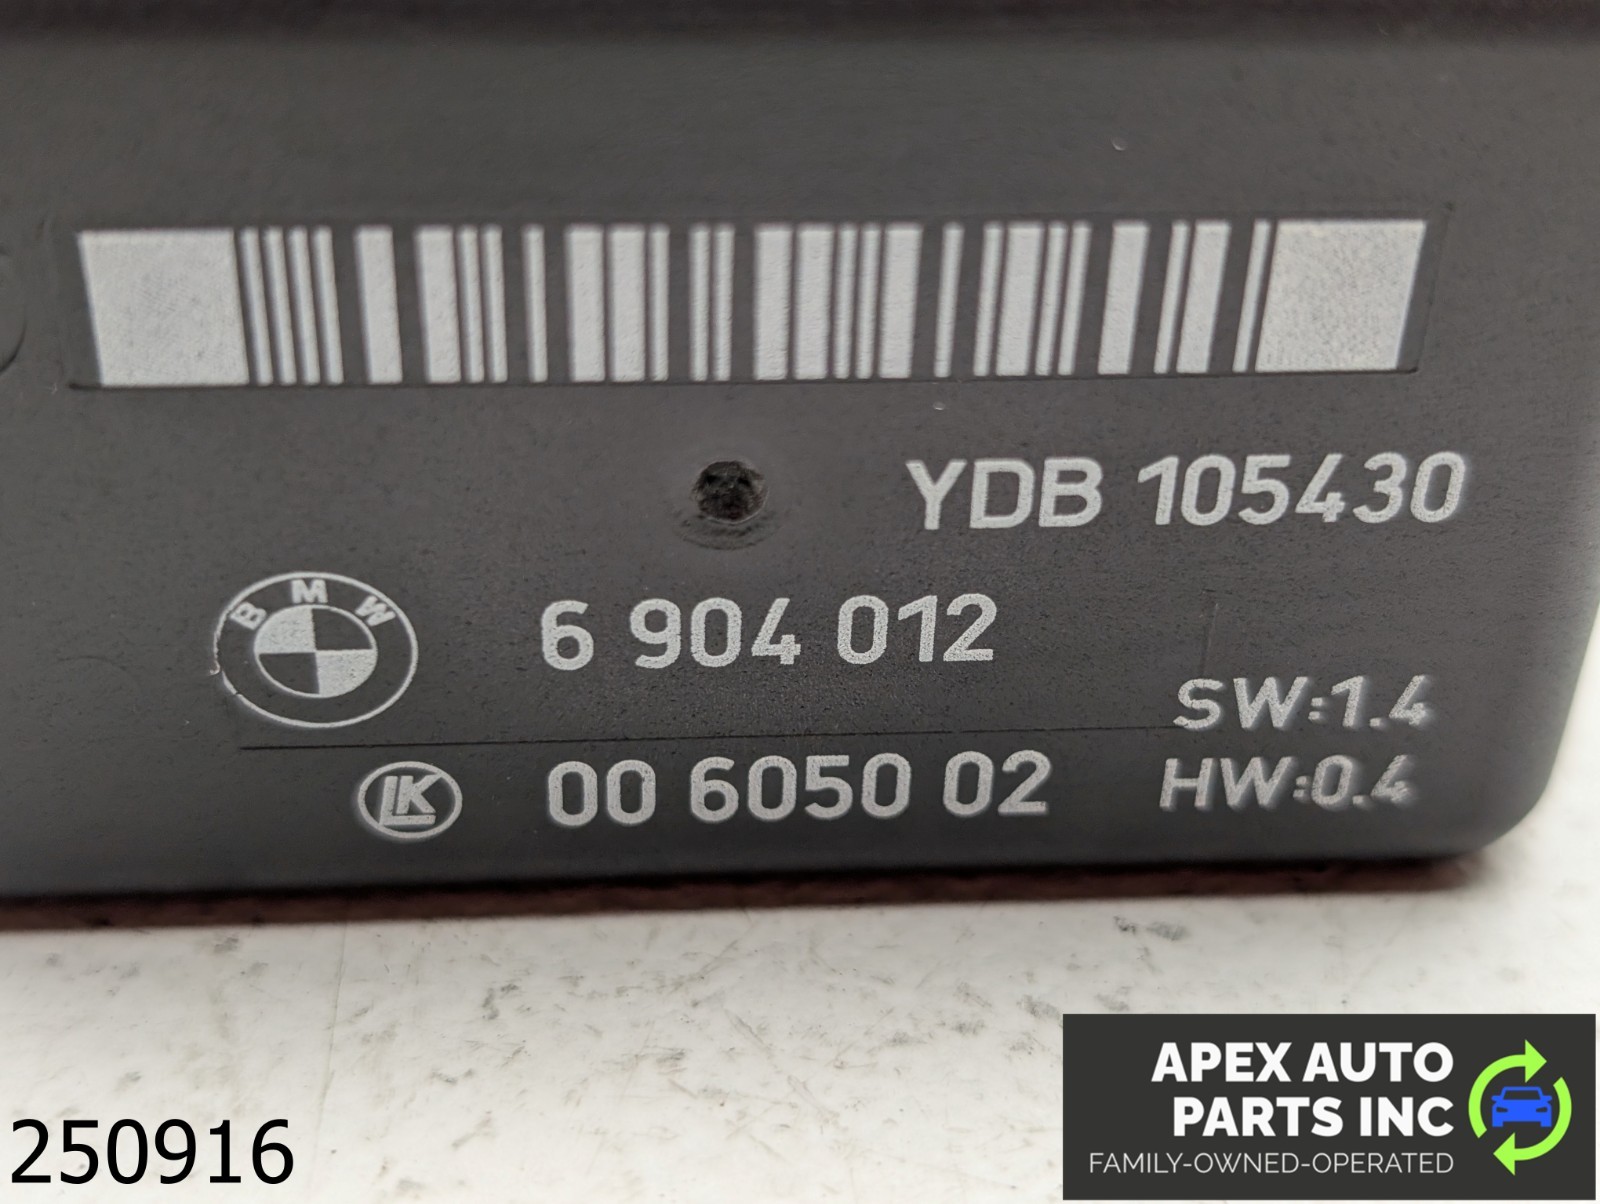 YDB 105430
BMW
6 904 012
SW:1.4
LK
00 6050 02
HW:0.4
250916
APEX AUTO
PARTS INC
FAMILY-OWNED-OPERATED